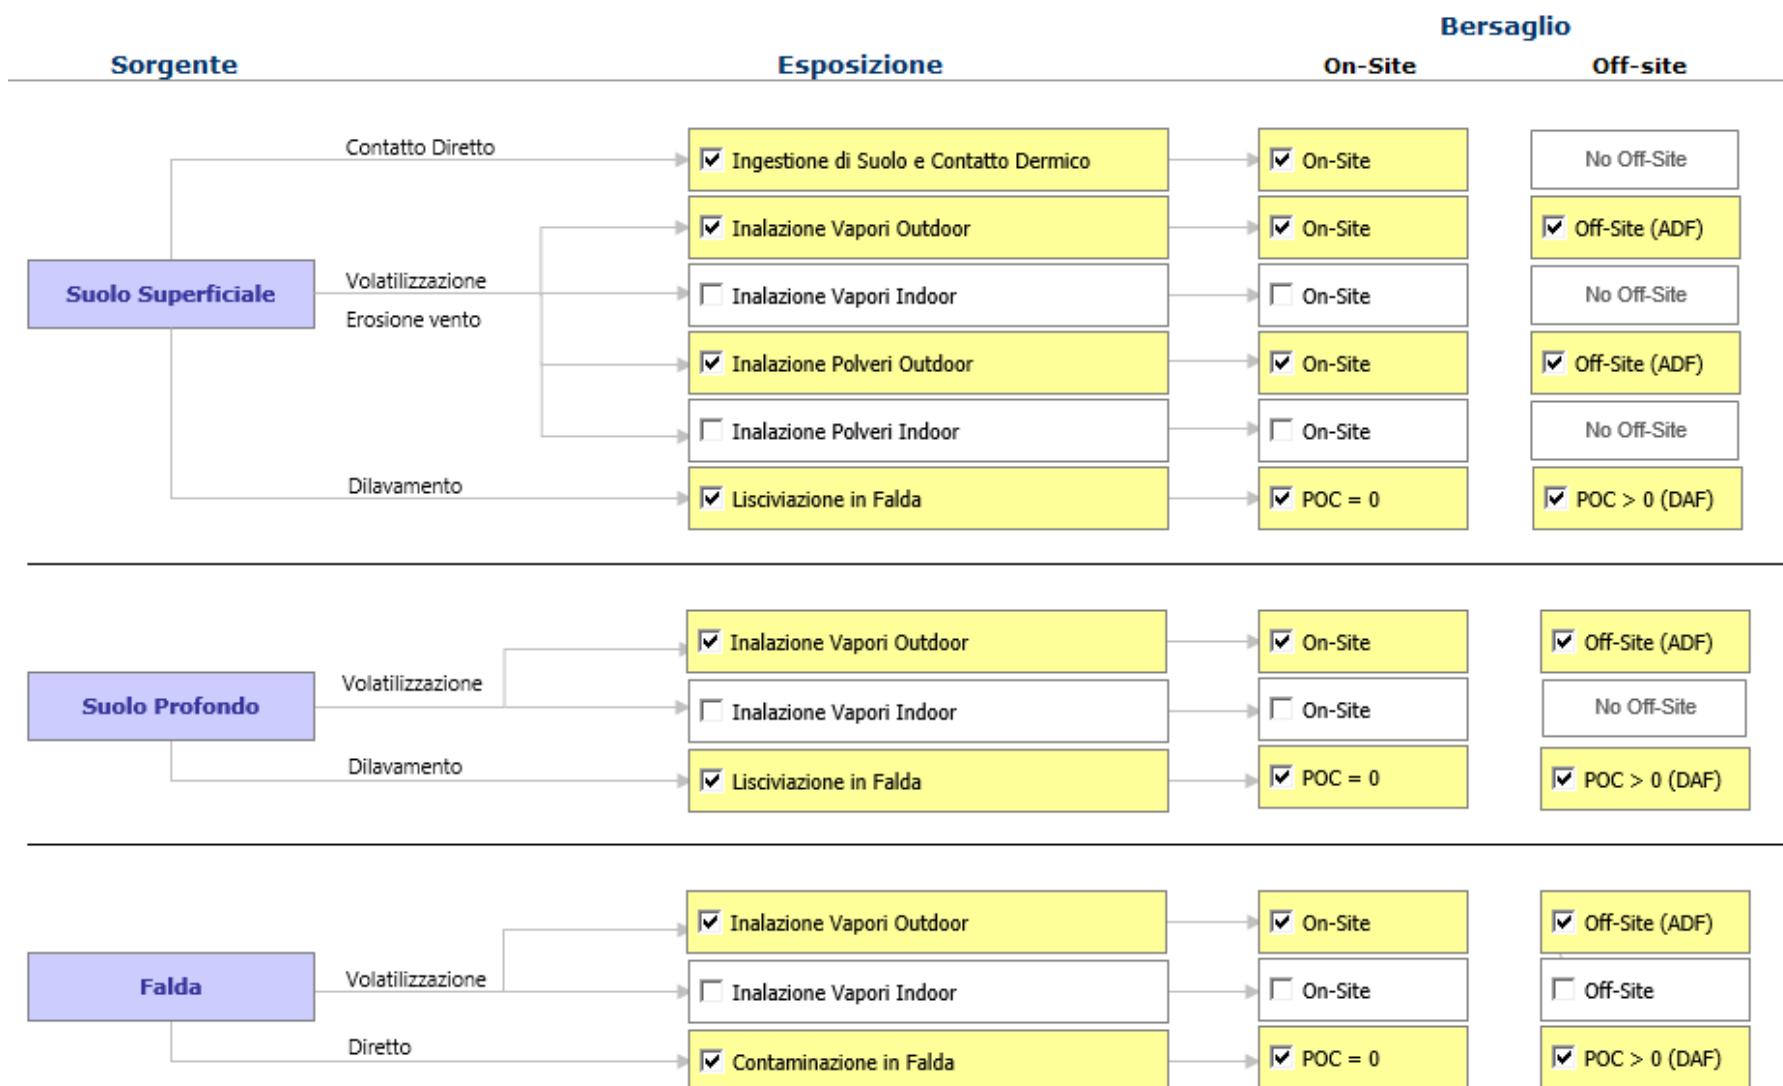 Bersaglio
Sorgente Esposizione On-Site Off-site
Contatto Diretto
Ingestione di Suolo e Contatto Dermico On-Site No Off-Site
Inalazione Vapori Outdoor On-Site Off-Site (ADF)
Suolo Superficiale
Volatilizzazione
Erosione vento
Inalazione Vapori Indoor On-Site No Off-Site
Inalazione Polveri Outdoor On-Site Off-Site (ADF)
Inalazione Polveri Indoor On-Site No Off-Site
Dilavamento
Lisciviazione in Falda POC = 0 POC > 0 (DAF)
Inalazione Vapori Outdoor On-Site Off-Site (ADF)
Suolo Profondo
Volatilizzazione
Inalazione Vapori Indoor On-Site No Off-Site
Dilavamento
Lisciviazione in Falda POC = 0 POC > 0 (DAF)
Inalazione Vapori Outdoor On-Site Off-Site (ADF)
Falda
Volatilizzazione
Inalazione Vapori Indoor On-Site Off-Site
Diretto
Contaminazione in Falda POC = 0 POC > 0 (DAF)